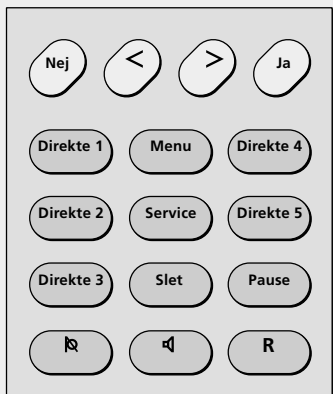 Nej < > Ja
Direkte 1 Menu Direkte 4
Direkte 2 Service Direkte 5
Direkte 3 Slet Pause
R